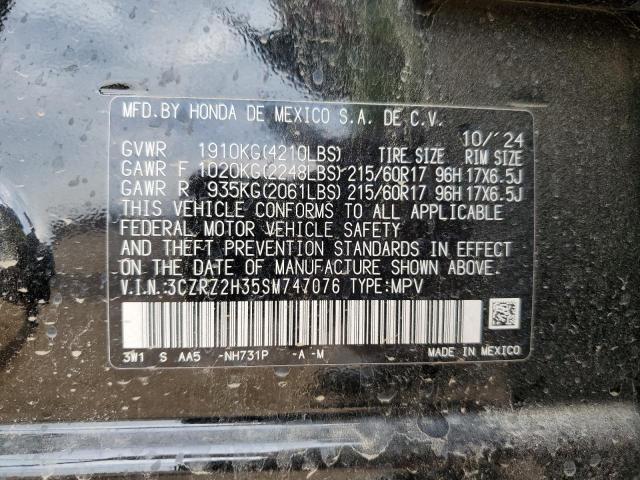 MFD.BY HONDA DE MEXICO S.A. DE C.V.
10/'24
GVWR 1910KG(4210LBS) TIRE SIZE RIM SIZE
GAWR F 1020KG(2248LBS) 215/60R17 96H 17X6.5J
GAWR R 935KG(2061LBS) 215/60R17 96H 17X6.5J
THIS VEHICLE CONFORMS TO ALL APPLICABLE
FEDERAL MOTOR VEHICLE SAFETY
AND THEFT PREVENTION STANDARDS IN EFFECT
ON THE DATE OF MANUFACTURE SHOWN ABOVE.
V.I.N.:3CZRZ2H35SM747076 TYPE:MPV
3W1 S AA5 -NH731P -A -M MADE IN MEXICO